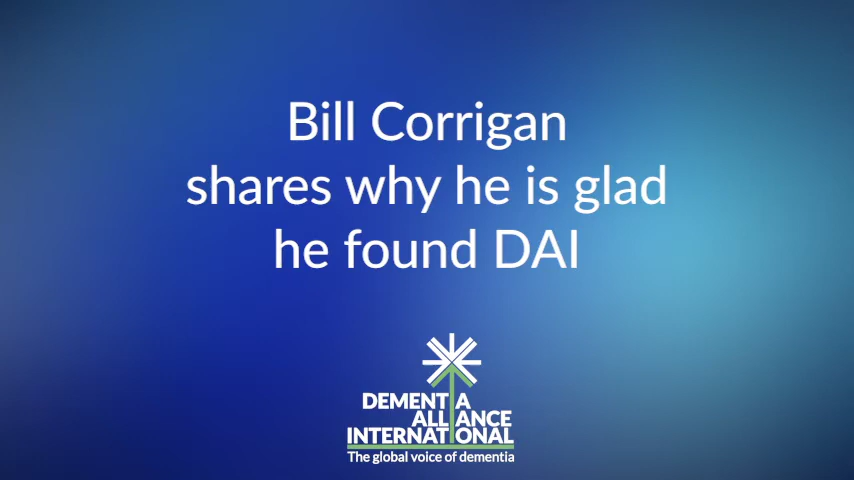 Bill Corrigan
shares why he is glad
he found DAI
DEMENTIA
ALLIANCE
INTERNATIONAL
The global voice of dementia